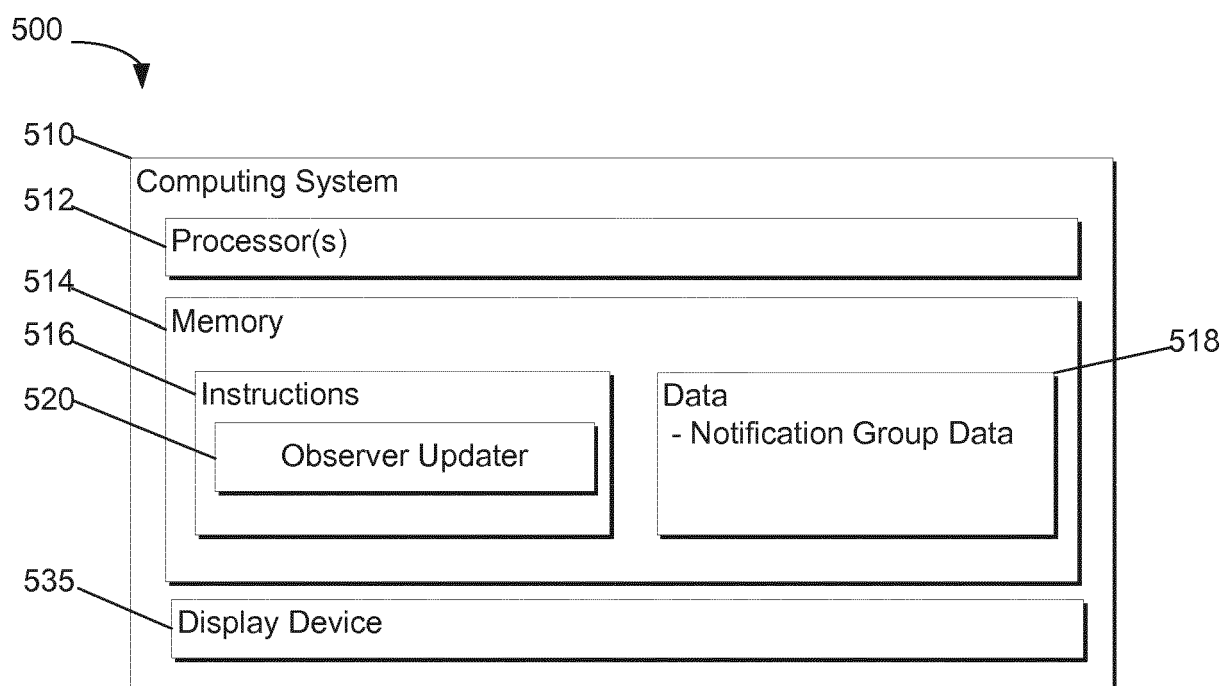 500
510
Computing System
512
Processor(s)
514
Memory
516
518
Instructions
Data
520
- Notification Group Data
Observer Updater
535
Display Device